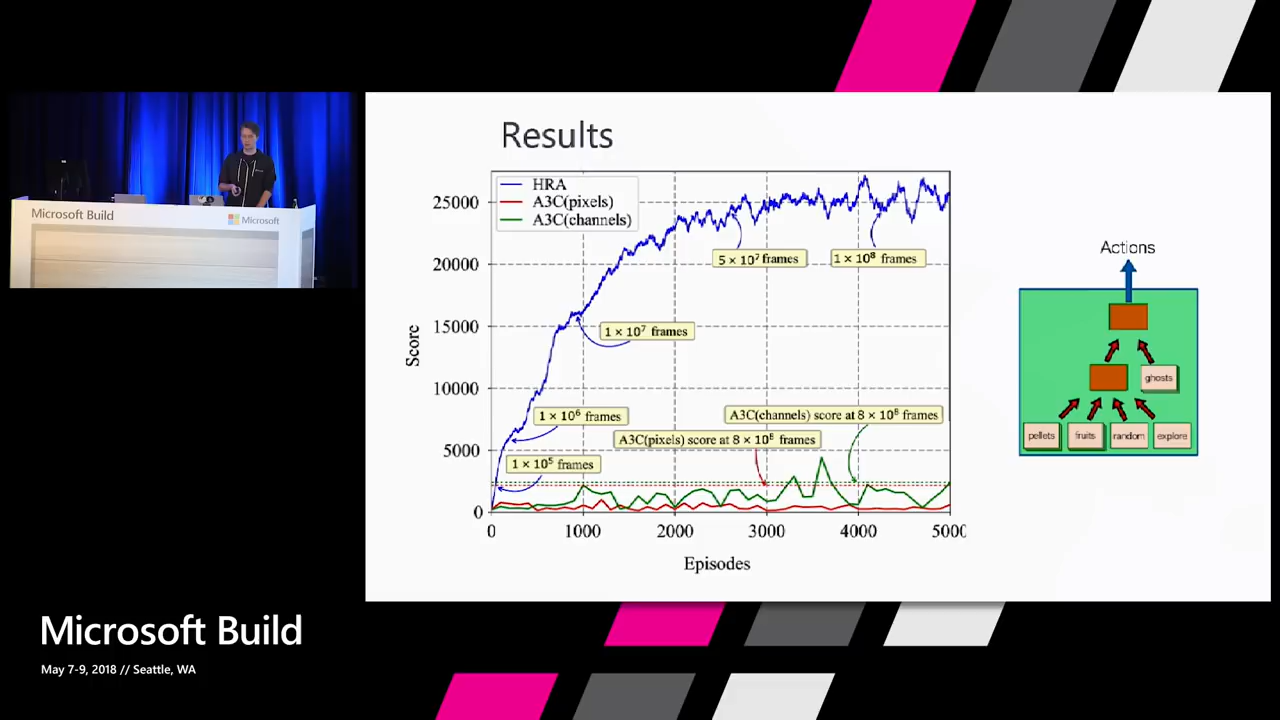 Microsoft Build
Microsoft
Results
HRA
A3C(pixels)
A3C(channels)
25000
20000
15000
10000
5000
0
Score
0 1000 2000 3000 4000 5000
Episodes
5 × 10⁷ frames
1 × 10⁸ frames
1 × 10⁷ frames
1 × 10⁶ frames
A3C(channels) score at 8 × 10⁸ frames
A3C(pixels) score at 8 × 10⁸ frames
1 × 10⁵ frames
Actions
ghosts
pellets fruits random explore
Microsoft Build
May 7-9, 2018 // Seattle, WA